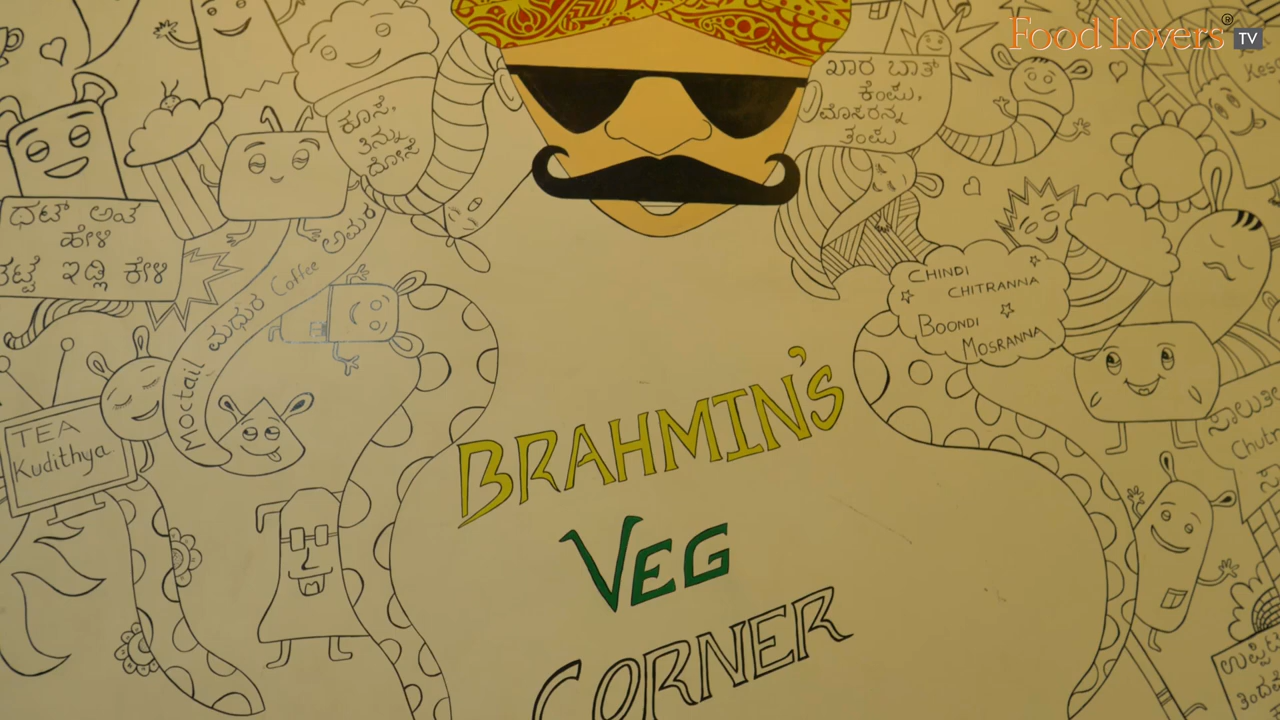 Food Lovers® TV
ಖಾರ ಬಾತ್
ಕೆಂಪು,
ಮೊಸರನ್ನ
ತಂಪು
ಕೂಸೆ,
ತಿನ್ನು
ದೋಸೆ
ಥಟ್ ಅಂತ
ಹೇಳಿ
ತಟ್ಟೆ ಇಡ್ಲಿ ಕೇಳಿ
Moctail ಮಧುರ Coffee ಅಮರ
CHINDI
CHITRANNA
BOONDI
MOSRANNA
TEA
Kudithya
BRAHMIN'S
VEG
CORNER